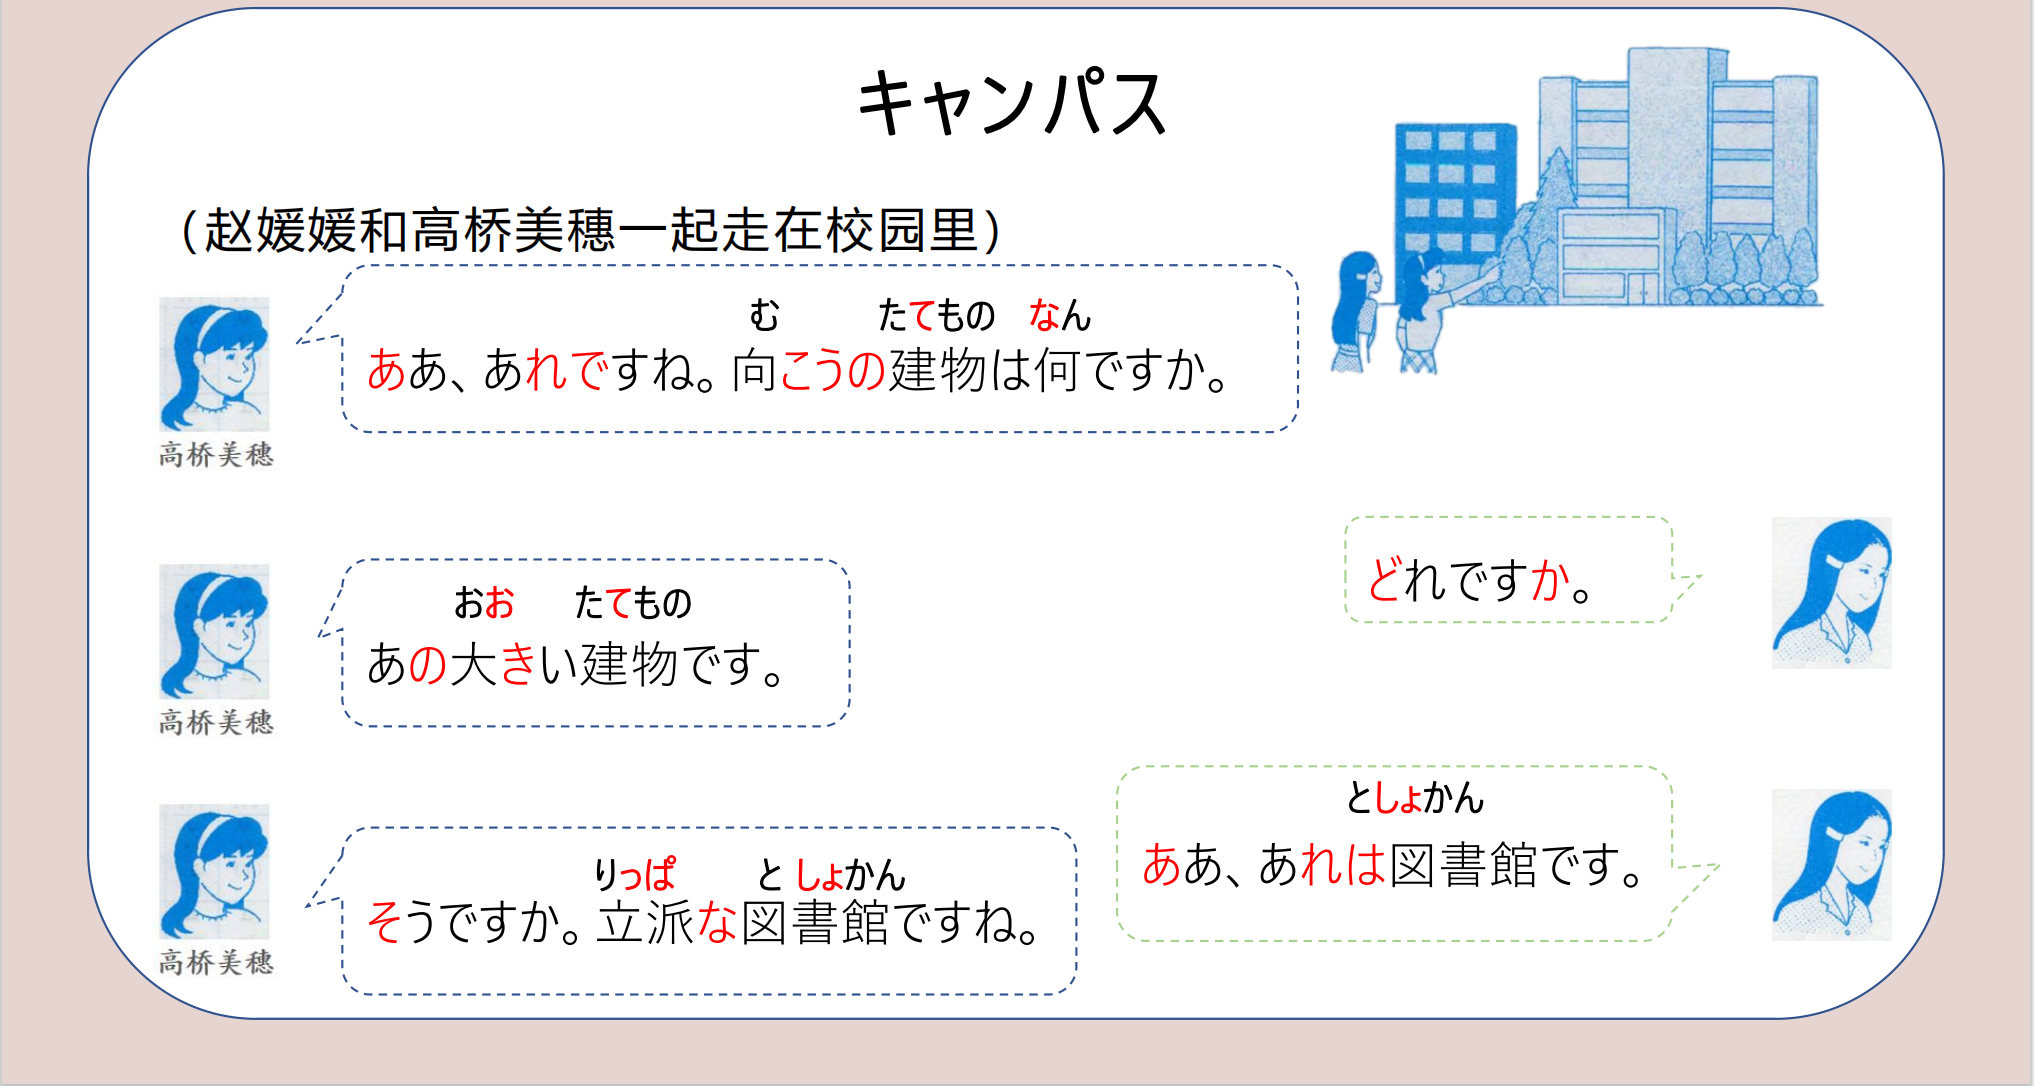 キャンパス
（赵媛媛和高桥美穗一起走在校园里）
む たてもの なん
ああ、あれですね。向こうの建物は何ですか。
高桥美穗
どれですか。
おお たてもの
あの大きい建物です。
高桥美穗
としょかん
ああ、あれは図書館です。
りっぱ と しょかん
そうですか。立派な図書館ですね。
高桥美穗